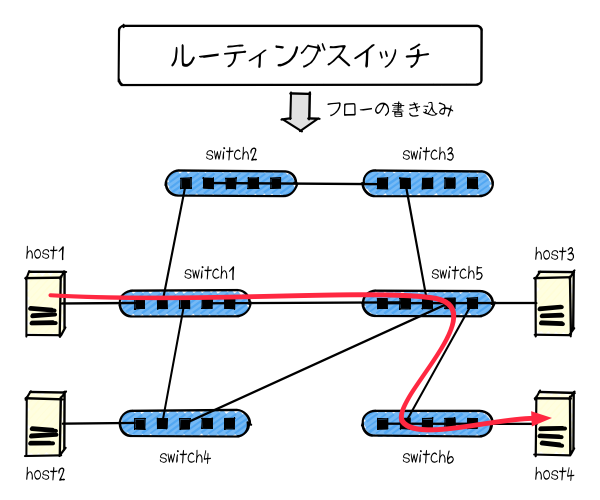 ルーティングスイッチ
フローの書き込み
switch2
switch3
host1
switch1
switch5
host3
host2
switch4
switch6
host4